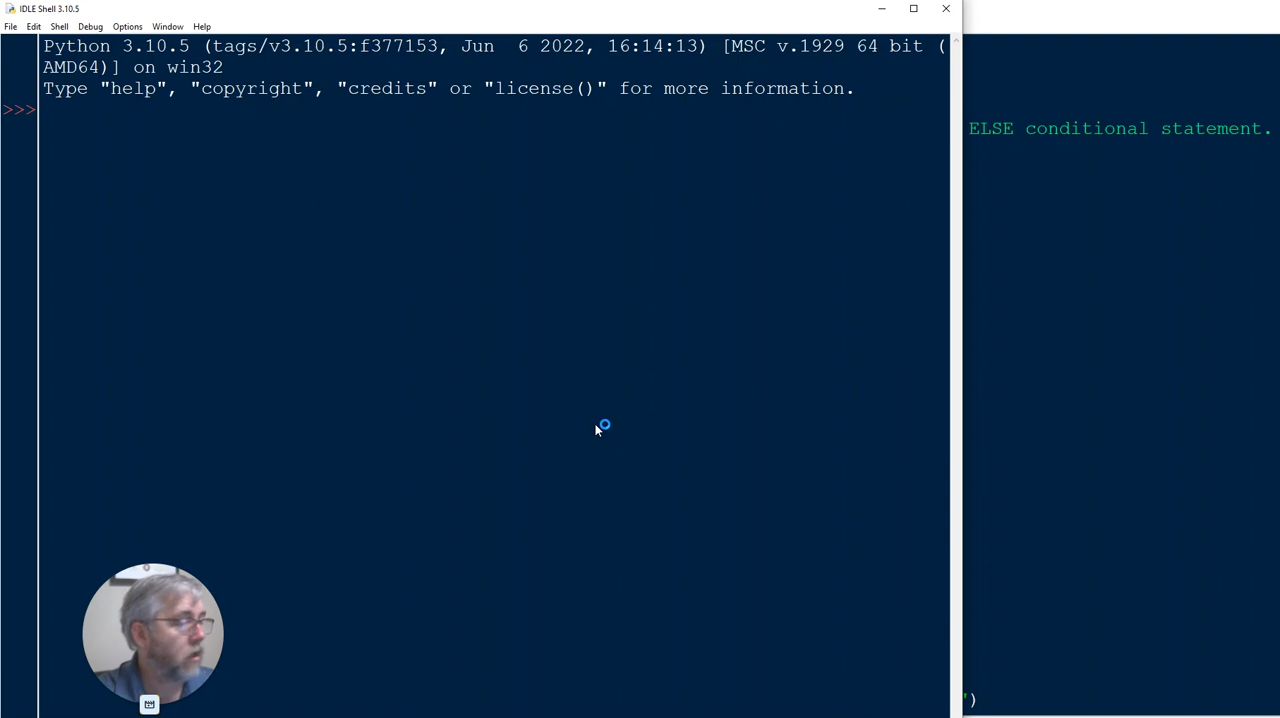 IDLE Shell 3.10.5
File Edit Shell Debug Options Window Help
Python 3.10.5 (tags/v3.10.5:f377153, Jun  6 2022, 16:14:13) [MSC v.1929 64 bit (
AMD64)] on win32
Type "help", "copyright", "credits" or "license()" for more information.
>>>
ELSE conditional statement.
')